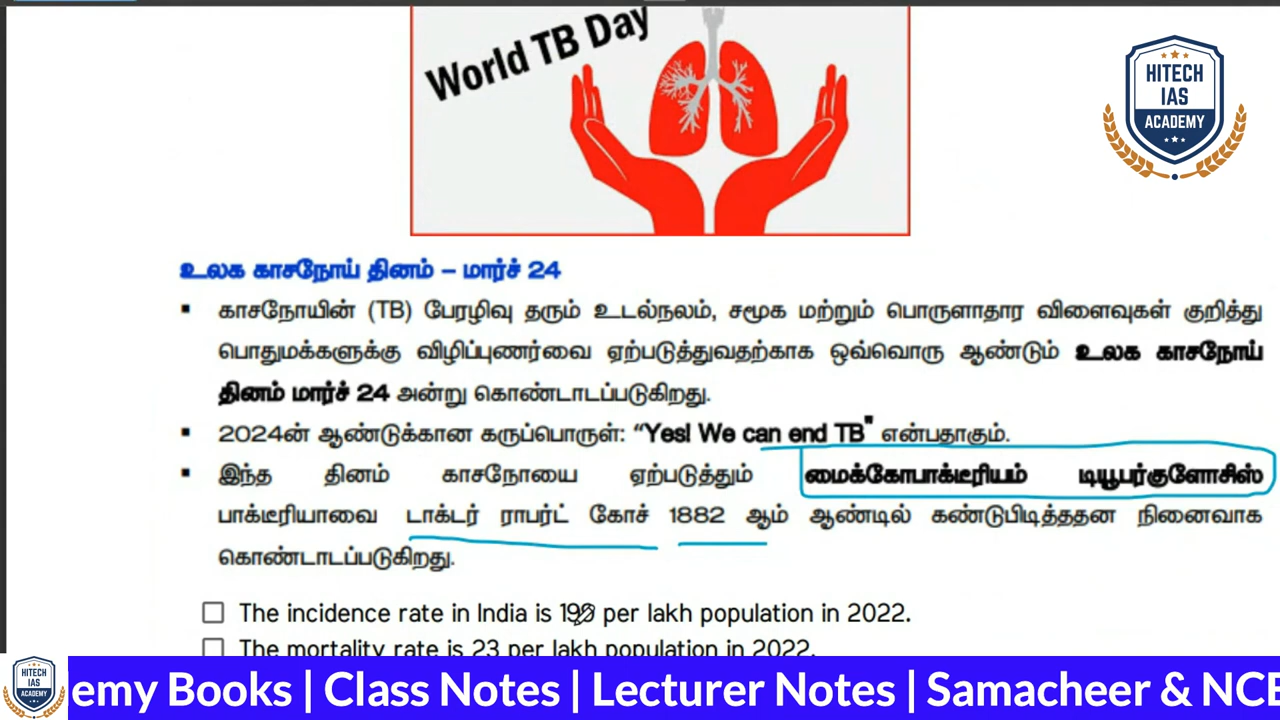 World TB Day
HITECH
IAS
ACADEMY
உலக காசநோய் தினம் – மார்ச் 24
▪ காசநோயின் (TB) பேரழிவு தரும் உடல்நலம், சமூக மற்றும் பொருளாதார விளைவுகள் குறித்து
பொதுமக்களுக்கு விழிப்புணர்வை ஏற்படுத்துவதற்காக ஒவ்வொரு ஆண்டும் உலக காசநோய்
தினம் மார்ச் 24 அன்று கொண்டாடப்படுகிறது.
▪ 2024ன் ஆண்டுக்கான கருப்பொருள்: “Yes! We can end TB" என்பதாகும்.
▪ இந்த தினம் காசநோயை ஏற்படுத்தும் மைக்கோபாக்டீரியம் டியூபர்குளோசிஸ்
பாக்டீரியாவை டாக்டர் ராபர்ட் கோச் 1882 ஆம் ஆண்டில் கண்டுபிடித்ததன நினைவாக
கொண்டாடப்படுகிறது.
The incidence rate in India is per lakh population in 2022.
The mortality rate is 23 per lakh population in 2022.
HITECH
IAS
ACADEMY
emy Books | Class Notes | Lecturer Notes | Samacheer & NCE